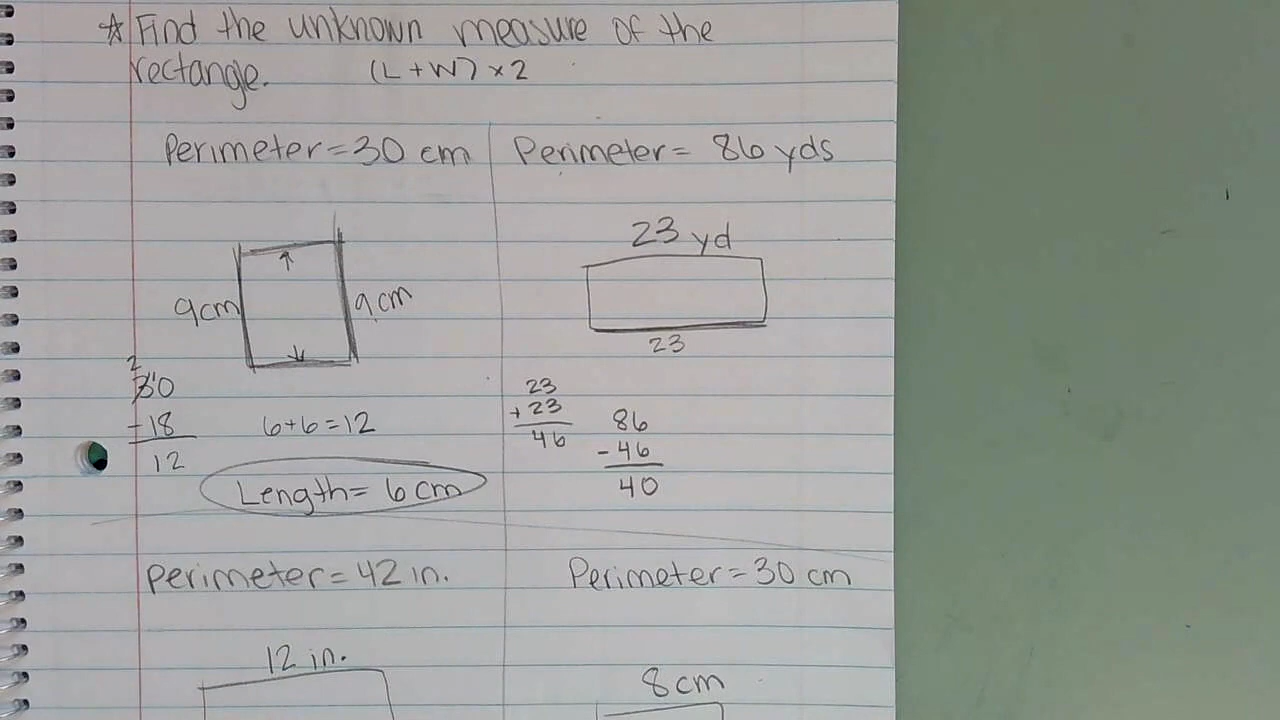 ☆ Find the unknown measure of the
rectangle. (L + W) × 2
Perimeter = 30 cm
9cm
9cm
2
3̸10
- 18
12
6+6=12
Length= 6 cm
Perimeter= 86 yds
23 yd
23
23
+ 23
46
86
- 46
40
perimeter= 42 in.
12 in.
Perimeter= 30 cm
8cm